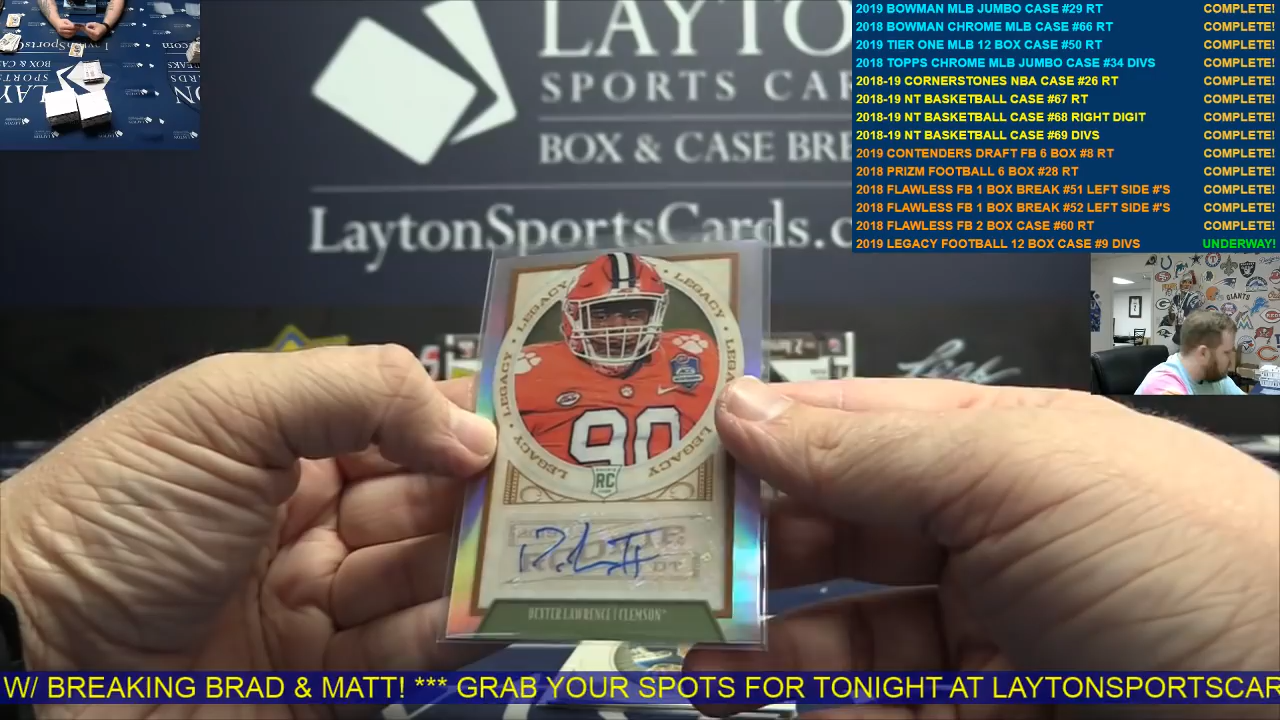 2019 BOWMAN MLB JUMBO CASE #29 RT COMPLETE!
2018 BOWMAN CHROME MLB CASE #66 RT COMPLETE!
2019 TIER ONE MLB 12 BOX CASE #50 RT COMPLETE!
2018 TOPPS CHROME MLB JUMBO CASE #34 DIVS COMPLETE!
2018-19 CORNERSTONES NBA CASE #26 RT COMPLETE!
2018-19 NT BASKETBALL CASE #67 RT COMPLETE!
2018-19 NT BASKETBALL CASE #68 RIGHT DIGIT COMPLETE!
2018-19 NT BASKETBALL CASE #69 DIVS COMPLETE!
2019 CONTENDERS DRAFT FB 6 BOX #8 RT COMPLETE!
2018 PRIZM FOOTBALL 6 BOX #28 RT COMPLETE!
2018 FLAWLESS FB 1 BOX BREAK #51 LEFT SIDE #'S COMPLETE!
2018 FLAWLESS FB 1 BOX BREAK #52 LEFT SIDE #'S COMPLETE!
2018 FLAWLESS FB 2 BOX CASE #60 RT COMPLETE!
2019 LEGACY FOOTBALL 12 BOX CASE #9 DIVS UNDERWAY!
LAYTO
SPORTS CAR
BOX & CASE BRE
LaytonSportsCards.c
GIANTS
LEGACY LEGACY
LEGACY LEGACY
LEGACY LEGACY
ACC
90
RC
DEXTER LAWRENCE | CLEMSON
W/ BREAKING BRAD & MATT! *** GRAB YOUR SPOTS FOR TONIGHT AT LAYTONSPORTSCAR